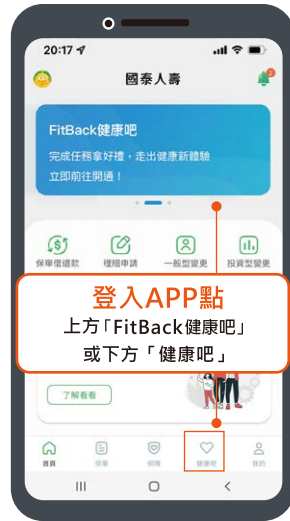 20:17
國泰人壽
FitBack健康吧
完成任務拿好禮，走出健康新體驗
立即前往開通！
保單借還款 理賠申請 一般型變更 投資型變更
登入APP點
上方「FitBack健康吧」
或下方「健康吧」
了解看看
首頁 保單 保障 健康吧 我的